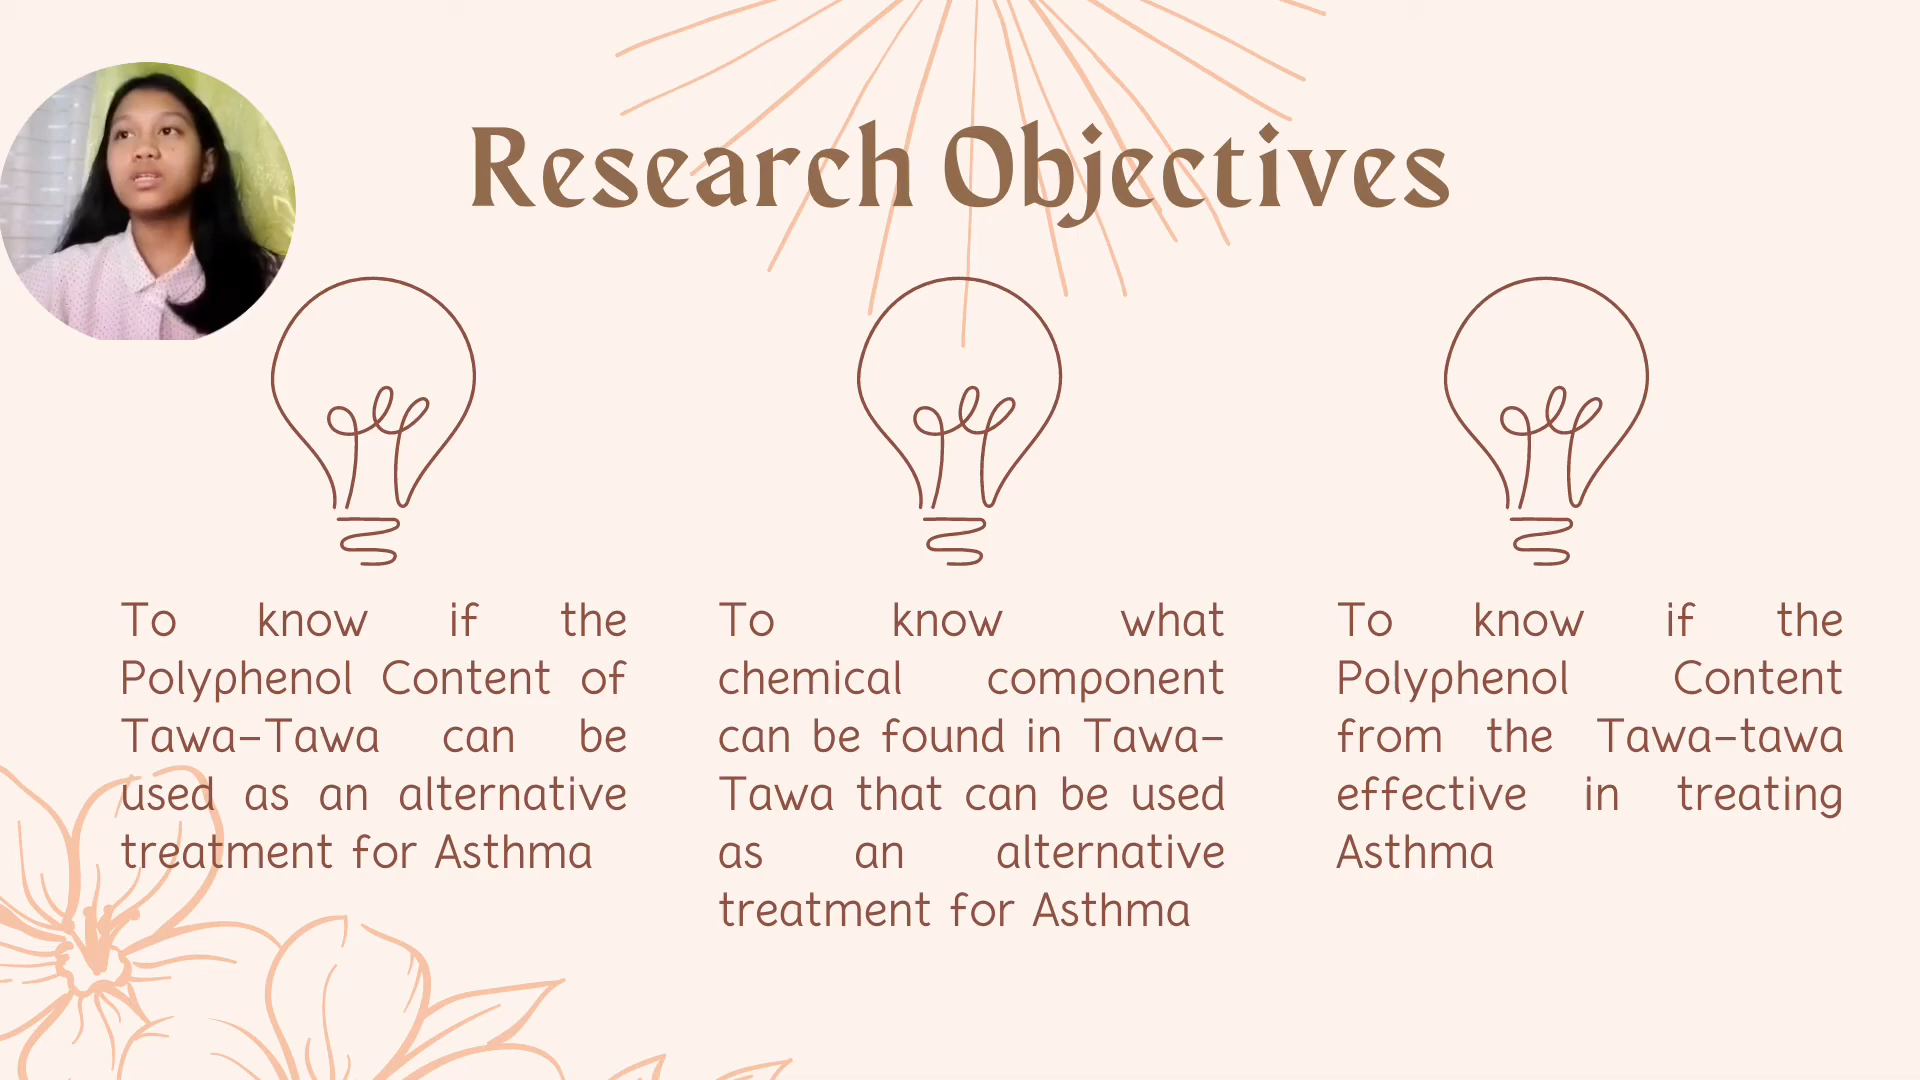 Research Objectives
To know if the
Polyphenol Content of
Tawa-Tawa can be
used as an alternative
treatment for Asthma
To know what
chemical component
can be found in Tawa-
Tawa that can be used
as an alternative
treatment for Asthma
To know if the
Polyphenol Content
from the Tawa-tawa
effective in treating
Asthma